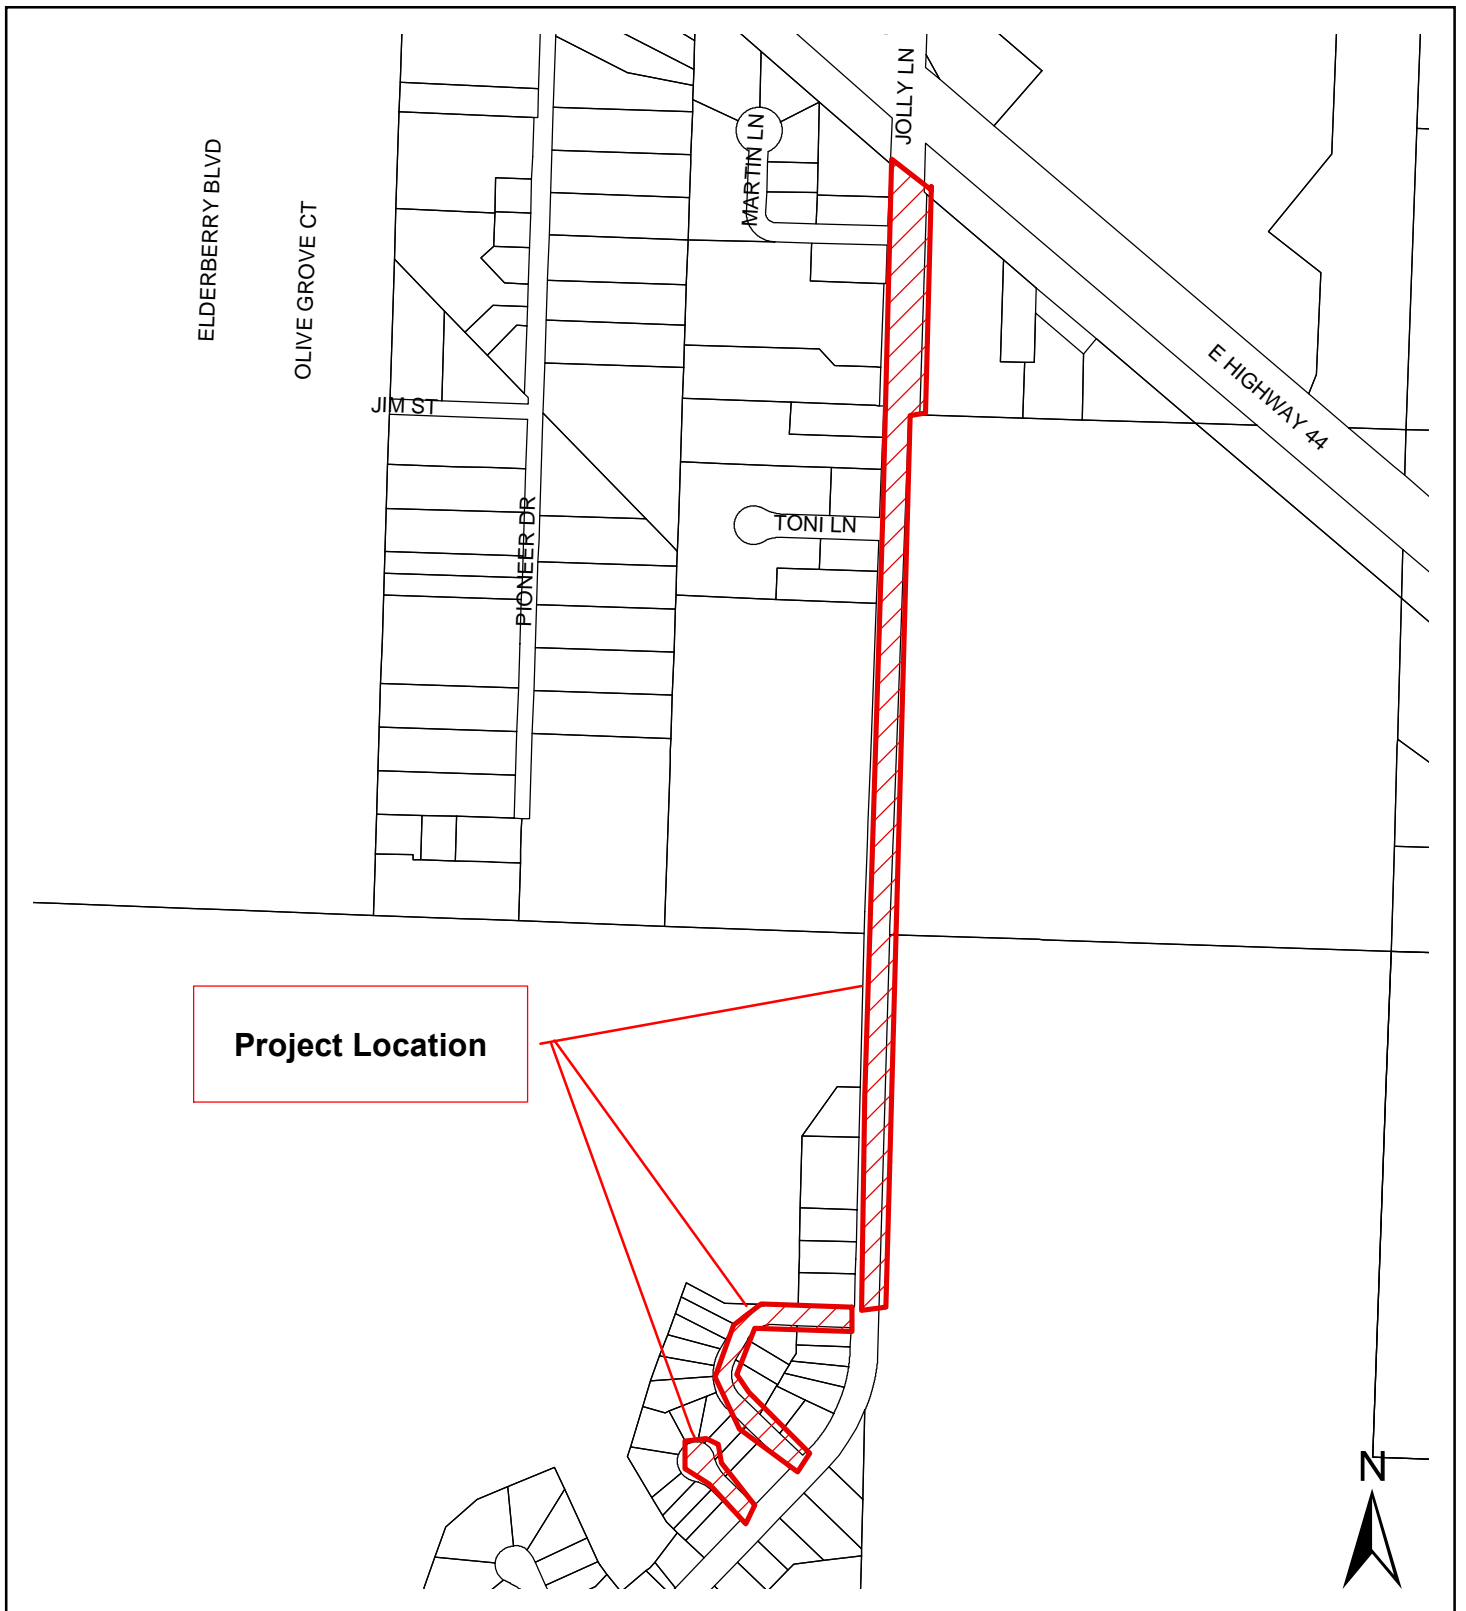 JOLLY LN
MARTIN LN
ELDERBERRY BLVD
OLIVE GROVE CT
E HIGHWAY 44
JIM ST
PIONEER DR
TONI LN
Project Location
N